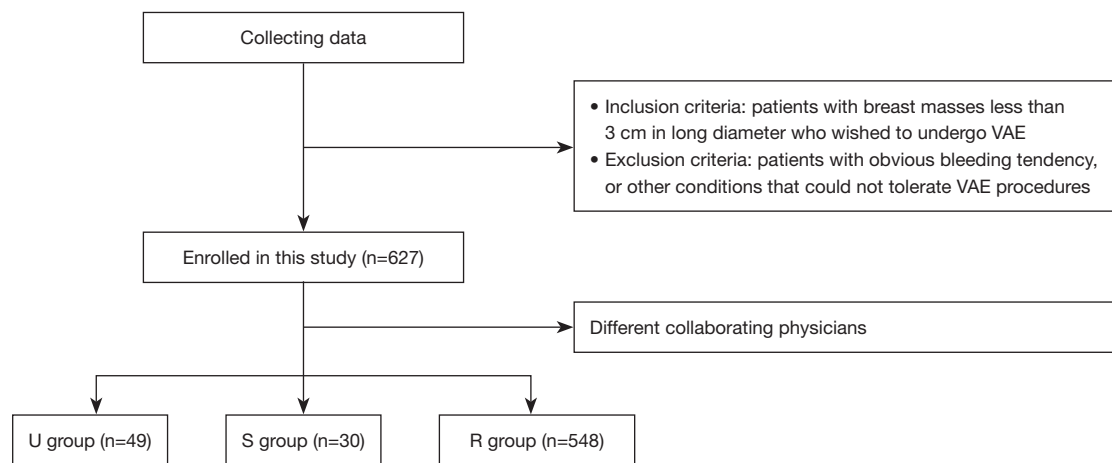 Collecting data
• Inclusion criteria: patients with breast masses less than
3 cm in long diameter who wished to undergo VAE
• Exclusion criteria: patients with obvious bleeding tendency,
or other conditions that could not tolerate VAE procedures
Enrolled in this study (n=627)
Different collaborating physicians
U group (n=49)
S group (n=30)
R group (n=548)